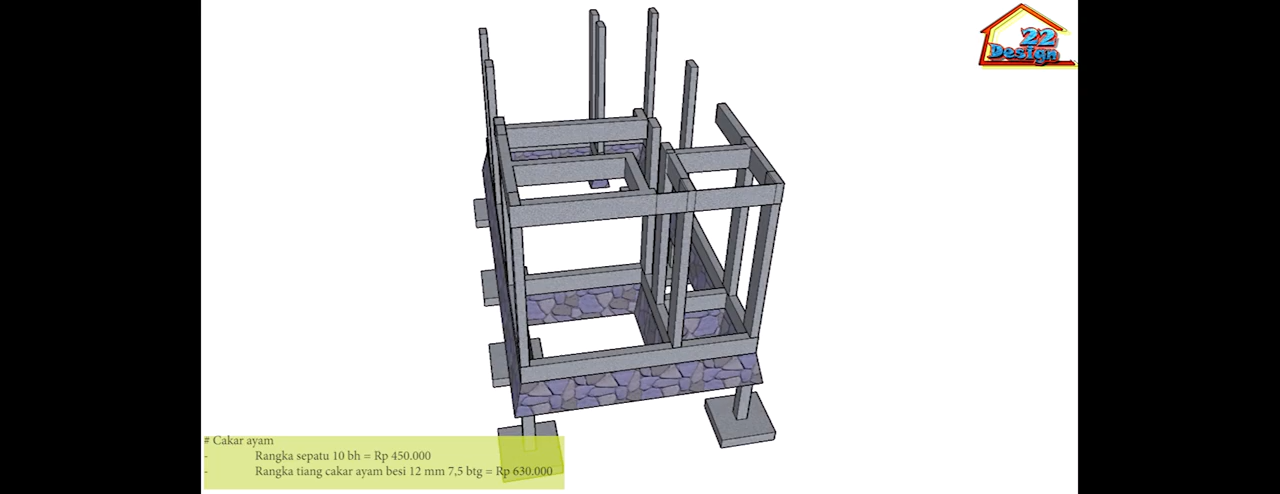 22
Design
# Cakar ayam
- Rangka sepatu 10 bh = Rp 450.000
- Rangka tiang cakar ayam besi 12 mm 7,5 btg = Rp 630.000